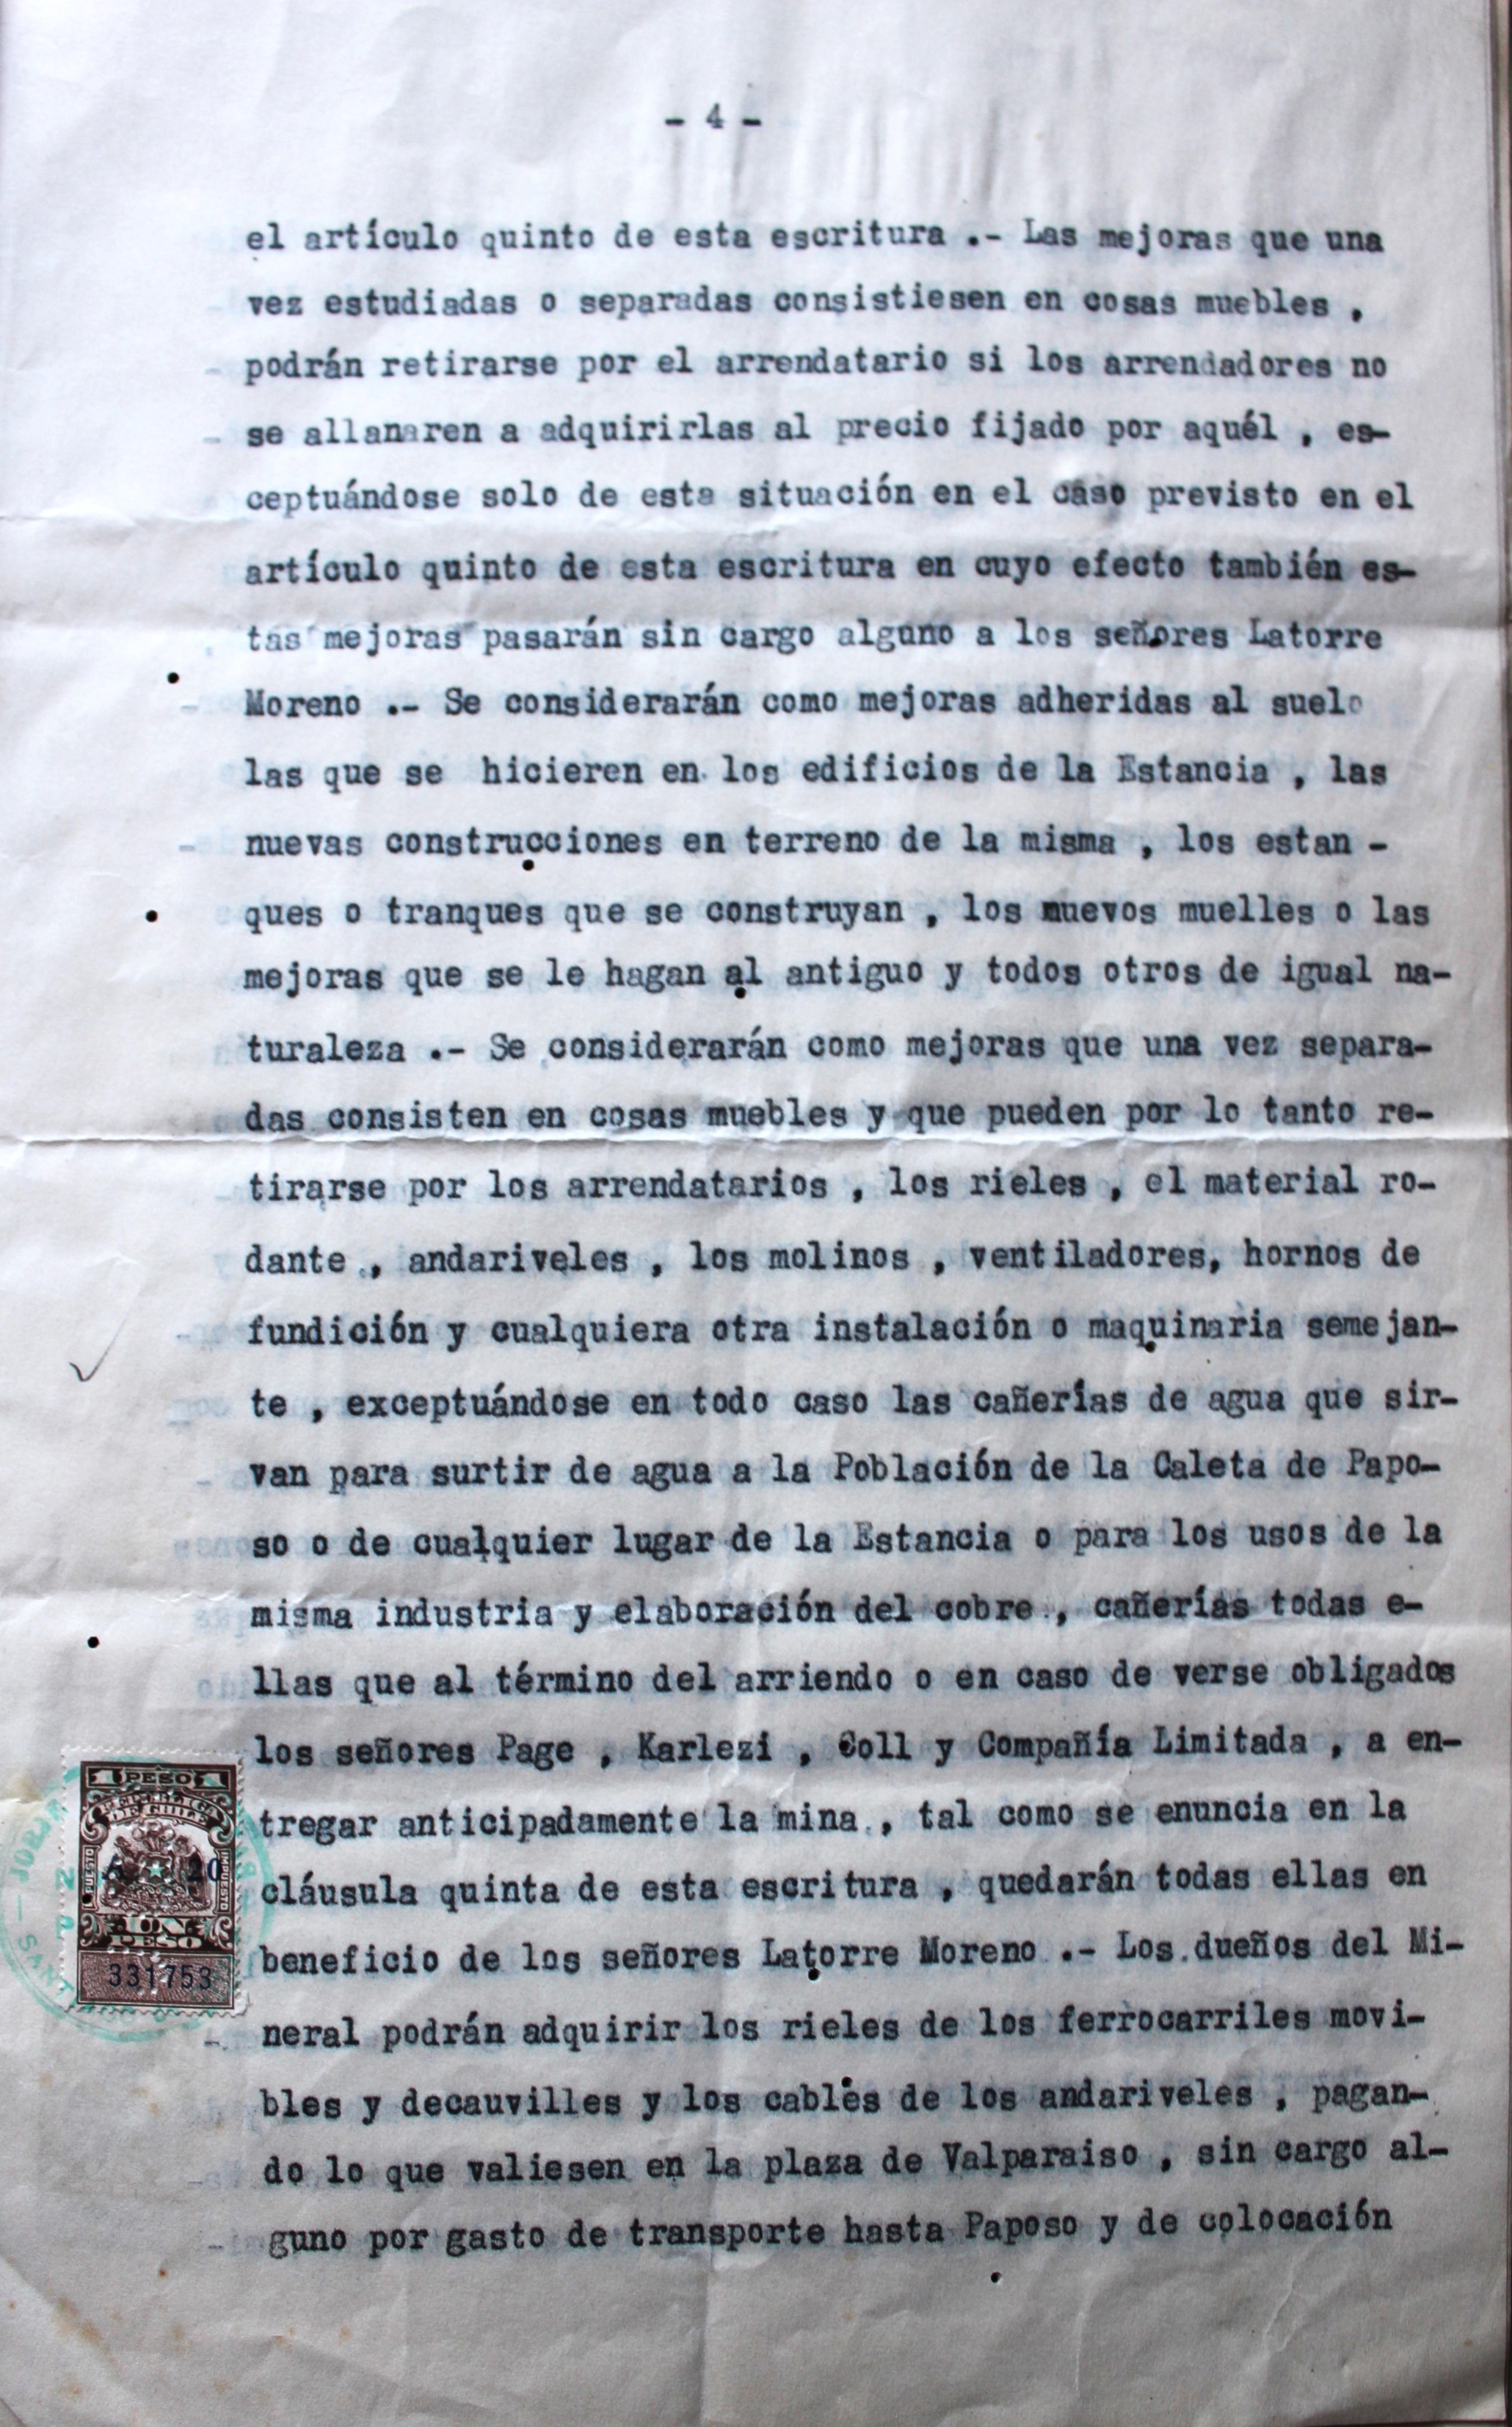 - 4 -
el artículo quinto de esta escritura .- Las mejoras que una
vez estudiadas o separadas consistiesen en cosas muebles ,
podrán retirarse por el arrendatario si los arrendadores no
se allanaren a adquirirlas al precio fijado por aquél , es-
ceptuándose solo de esta situación en el caso previsto en el
artículo quinto de esta escritura en cuyo efecto también es-
tas mejoras pasarán sin cargo alguno a los señores Latorre
Moreno .- Se considerarán como mejoras adheridas al suelo
las que se hicieren en los edificios de la Estancia , las
nuevas construcciones en terreno de la misma , los estan -
ques o tranques que se construyan , los nuevos muelles o las
mejoras que se le hagan al antiguo y todos otros de igual na-
turaleza .- Se considerarán como mejoras que una vez separa-
das consisten en cosas muebles y que pueden por lo tanto re-
tirarse por los arrendatarios , los rieles , el material ro-
dante , andariveles , los molinos , ventiladores, hornos de
fundición y cualquiera otra instalación o maquinaria semejan-
te , exceptuándose en todo caso las cañerías de agua que sir-
van para surtir de agua a la Población de la Caleta de Papo-
so o de cualquier lugar de la Estancia o para los usos de la
misma industria y elaboración del cobre , cañerías todas e-
llas que al término del arriendo o en caso de verse obligados
los señores Page , Karlezi , Coll y Compañía Limitada , a en-
tregar anticipadamente la mina , tal como se enuncia en la
cláusula quinta de esta escritura , quedarán todas ellas en
beneficio de los señores Latorre Moreno .- Los dueños del Mi-
neral podrán adquirir los rieles de los ferrocarriles movi-
bles y decauvilles y los cables de los andariveles , pagan-
do lo que valiesen en la plaza de Valparaiso , sin cargo al-
guno por gasto de transporte hasta Paposo y de colocación
1 PESO 1
REPUBLICA
DE CHILE
IMPUESTO
UN
PESO
331753